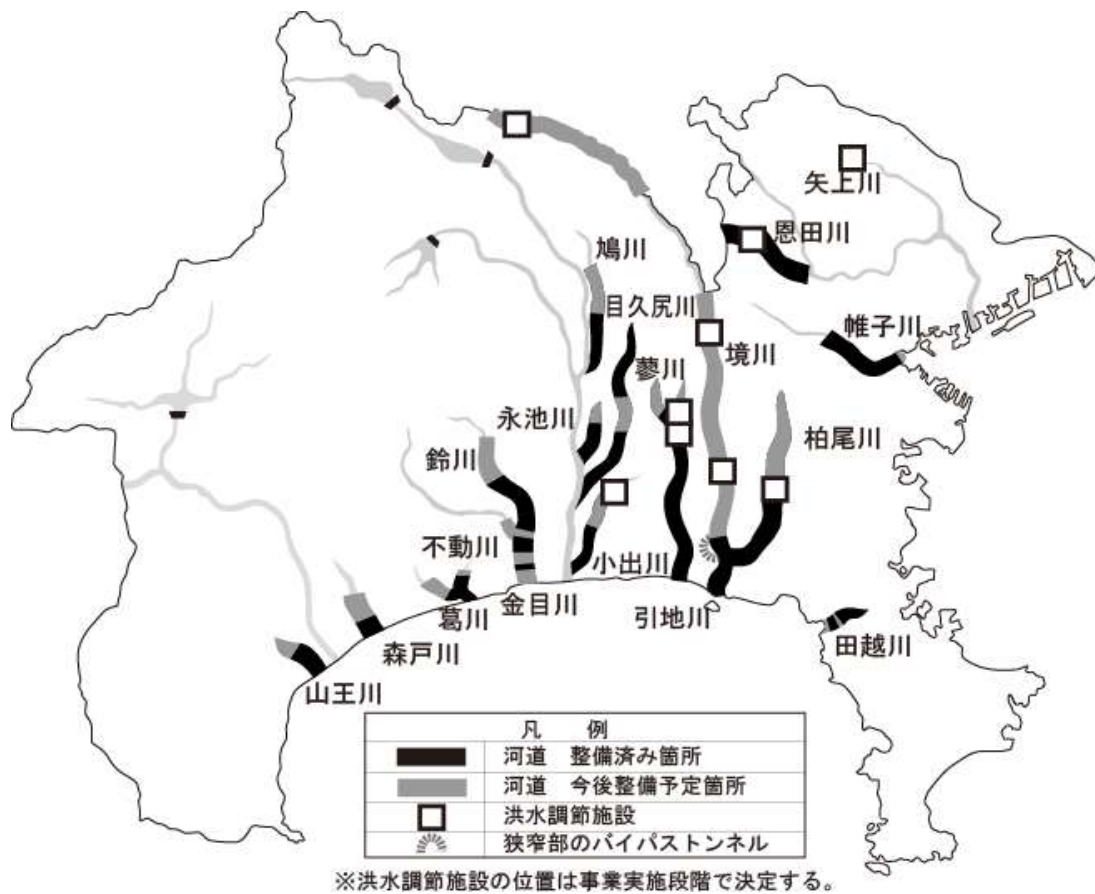 矢上川
恩田川
鳩川
目久尻川
帷子川
境川
蓼川
永池川
柏尾川
鈴川
不動川
小出川
葛川
金目川
引地川
田越川
森戸川
山王川
凡 例
河道 整備済み箇所
河道 今後整備予定箇所
洪水調節施設
狭窄部のバイパストンネル
※洪水調節施設の位置は事業実施段階で決定する。